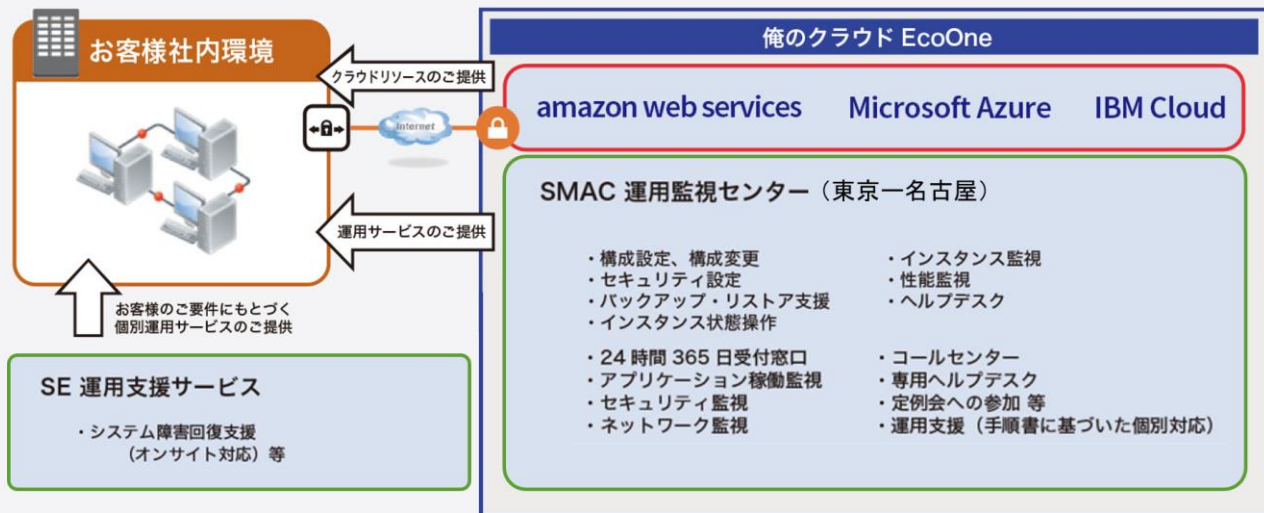 お客様社内環境
クラウドリソースのご提供
Internet
運用サービスのご提供
お客様のご要件にもとづく
個別運用サービスのご提供
SE 運用支援サービス
・システム障害回復支援
（オンサイト対応）等
俺のクラウド EcoOne
amazon web services Microsoft Azure IBM Cloud
SMAC 運用監視センター（東京ー名古屋）
・構成設定、構成変更
・セキュリティ設定
・バックアップ・リストア支援
・インスタンス状態操作
・インスタンス監視
・性能監視
・ヘルプデスク
・24 時間 365 日受付窓口
・アプリケーション稼働監視
・セキュリティ監視
・ネットワーク監視
・コールセンター
・専用ヘルプデスク
・定例会への参加 等
・運用支援（手順書に基づいた個別対応）